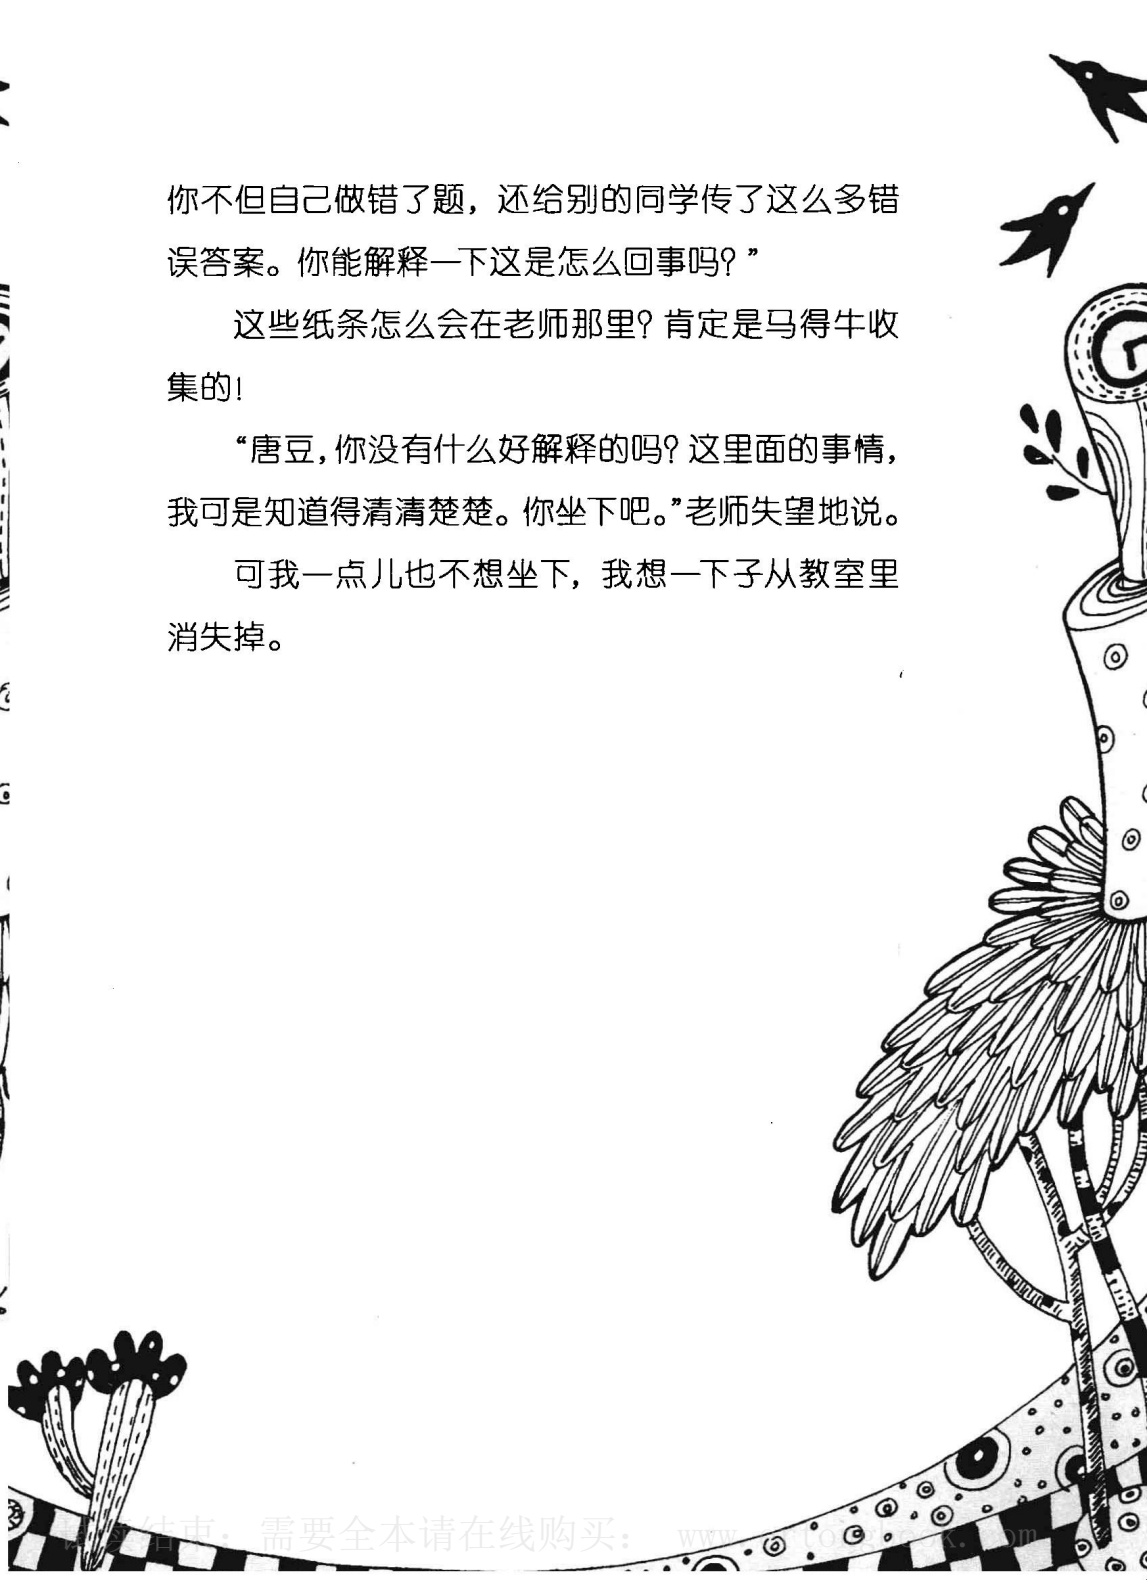 你不但自己做错了题，还给别的同学传了这么多错
误答案。你能解释一下这是怎么回事吗？”
这些纸条怎么会在老师那里？肯定是马得牛收
集的！
“唐豆，你没有什么好解释的吗？这里面的事情，
我可是知道得清清楚楚。你坐下吧。”老师失望地说。
可我一点儿也不想坐下，我想一下子从教室里
消失掉。
结束：需要全本请在线购买：